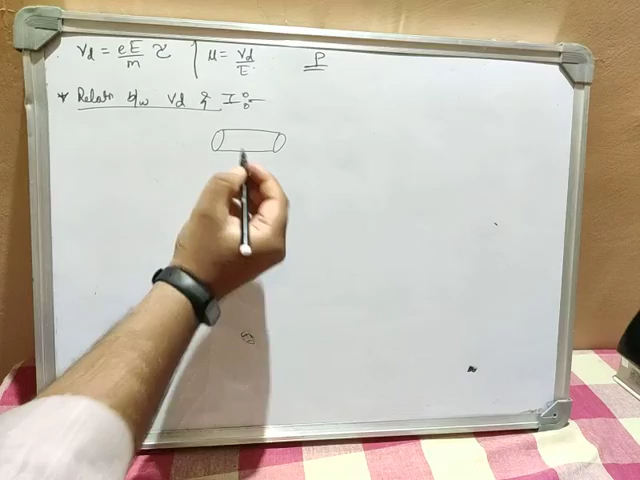 Vd = eE/m τ | μ = Vd/E P
* Relatn b/w Vd & I :-